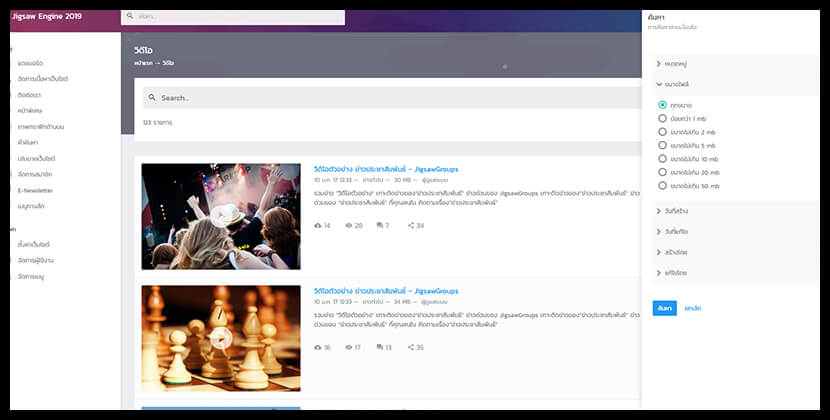 Jigsaw Engine 2019
ค้นหา...
แดชบอร์ด
จัดการเนื้อหาเว็บไซต์
ติดต่อเรา
หน้าพิเศษ
ภาพกราฟิกด้านบน
คำค้นหา
นโยบายเว็บไซต์
จัดการสมาชิก
E-Newsletter
เมนูทางลัด
ตั้งค่าเว็บไซต์
จัดการผู้ใช้งาน
จัดการเมนู
วิดีโอ
หน้าแรก → วิดีโอ
Search...
123 รายการ
วิดีโอตัวอย่าง ข่าวประชาสัมพันธ์ – JigsawGroups
10 ม.ค. 17 12:33 — ข่าวทั่วไป — 30 MB — ผู้ดูแลระบบ
รวมข่าว "วิดีโอตัวอย่าง" เกาะติดข่าวของ"ข่าวประชาสัมพันธ์" ข่าวด่วนของ JigsawGroups เกาะติดข่าวของ"ข่าวประชาสัมพันธ์" ข่าว
ด่วนของ "ข่าวประชาสัมพันธ์" ที่คุณสนใจ ติดตามเรื่อง"ข่าวประชาสัมพันธ์"
14 28 7 34
วิดีโอตัวอย่าง ข่าวประชาสัมพันธ์ – JigsawGroups
10 ม.ค. 17 12:33 — ข่าวทั่วไป — 34 MB — ผู้ดูแลระบบ
รวมข่าว "วิดีโอตัวอย่าง" เกาะติดข่าวของ"ข่าวประชาสัมพันธ์" ข่าวด่วนของ JigsawGroups เกาะติดข่าวของ"ข่าวประชาสัมพันธ์" ข่าว
ด่วนของ "ข่าวประชาสัมพันธ์" ที่คุณสนใจ ติดตามเรื่อง"ข่าวประชาสัมพันธ์"
16 17 13 35
ค้นหา
การค้นหาตามเงื่อนไข
หมวดหมู่
ขนาดไฟล์
ทุกขนาด
น้อยกว่า 1 mb
ขนาดไม่เกิน 2 mb
ขนาดไม่เกิน 5 mb
ขนาดไม่เกิน 10 mb
ขนาดไม่เกิน 20 mb
ขนาดไม่เกิน 50 mb
วันที่สร้าง
วันที่แก้ไข
สร้างโดย
แก้ไขโดย
ค้นหา
ยกเลิก